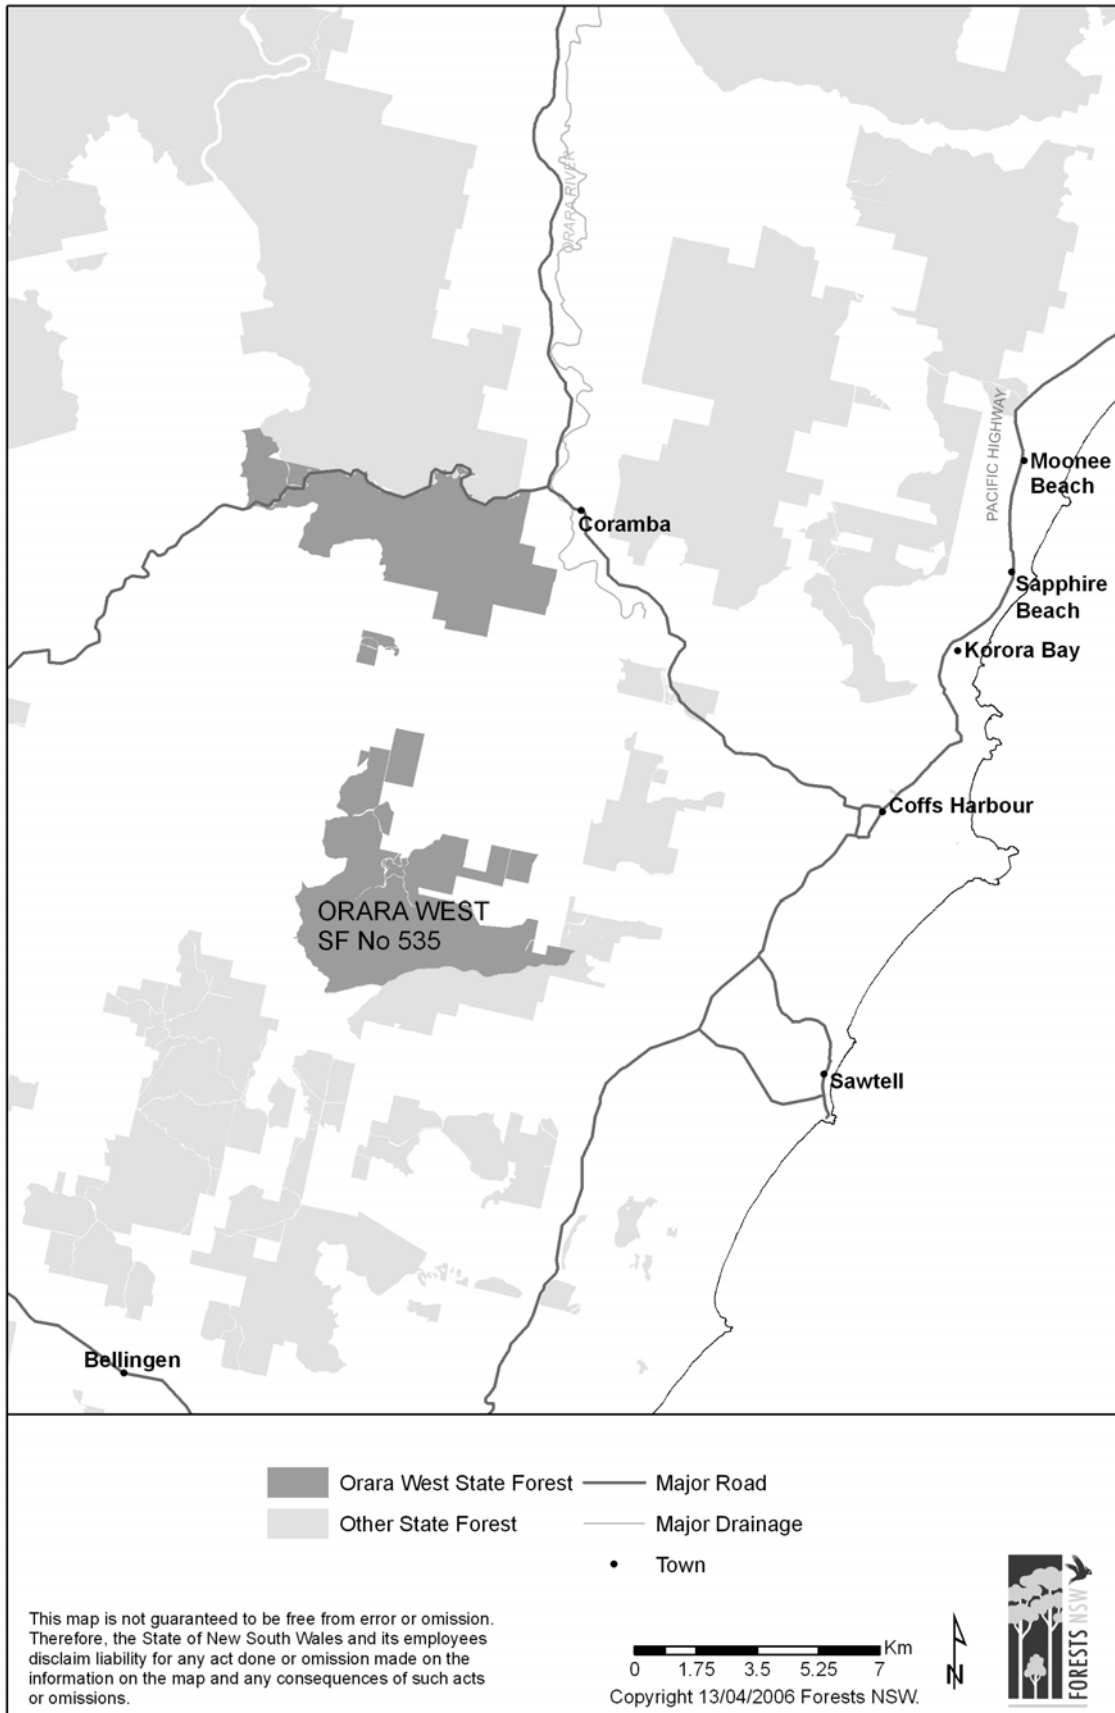 ORARA RIVER
PACIFIC HIGHWAY
Moonee
Beach
Coramba
Sapphire
Beach
Korora Bay
Coffs Harbour
ORARA WEST
SF No 535
Sawtell
Bellingen
Orara West State Forest
Major Road
Other State Forest
Major Drainage
Town
This map is not guaranteed to be free from error or omission.
Therefore, the State of New South Wales and its employees
disclaim liability for any act done or omission made on the
information on the map and any consequences of such acts
or omissions.
Km
0 1.75 3.5 5.25 7
Copyright 13/04/2006 Forests NSW.
N
FORESTS NSW